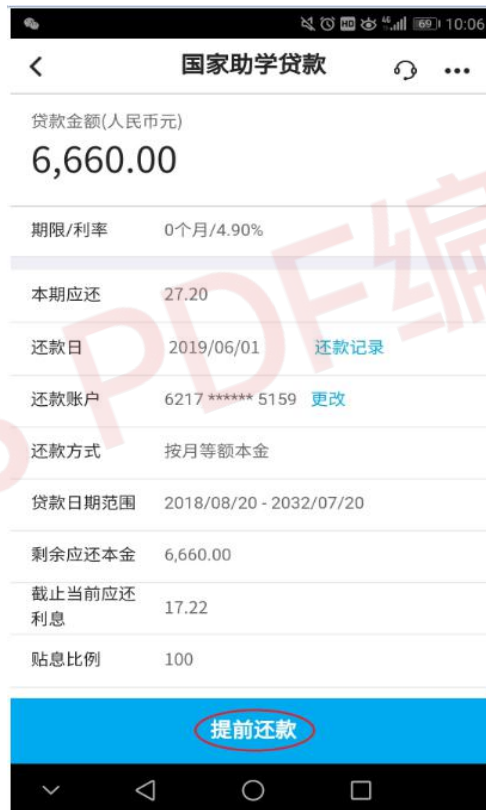 46 HD 69 10:06
国家助学贷款
贷款金额(人民币元)
6,660.00
期限/利率 0个月/4.90%
本期应还 27.20
还款日 2019/06/01 还款记录
还款账户 6217 ****** 5159 更改
还款方式 按月等额本金
贷款日期范围 2018/08/20 - 2032/07/20
剩余应还本金 6,660.00
截止当前应还
利息 17.22
贴息比例 100
提前还款
PDF编